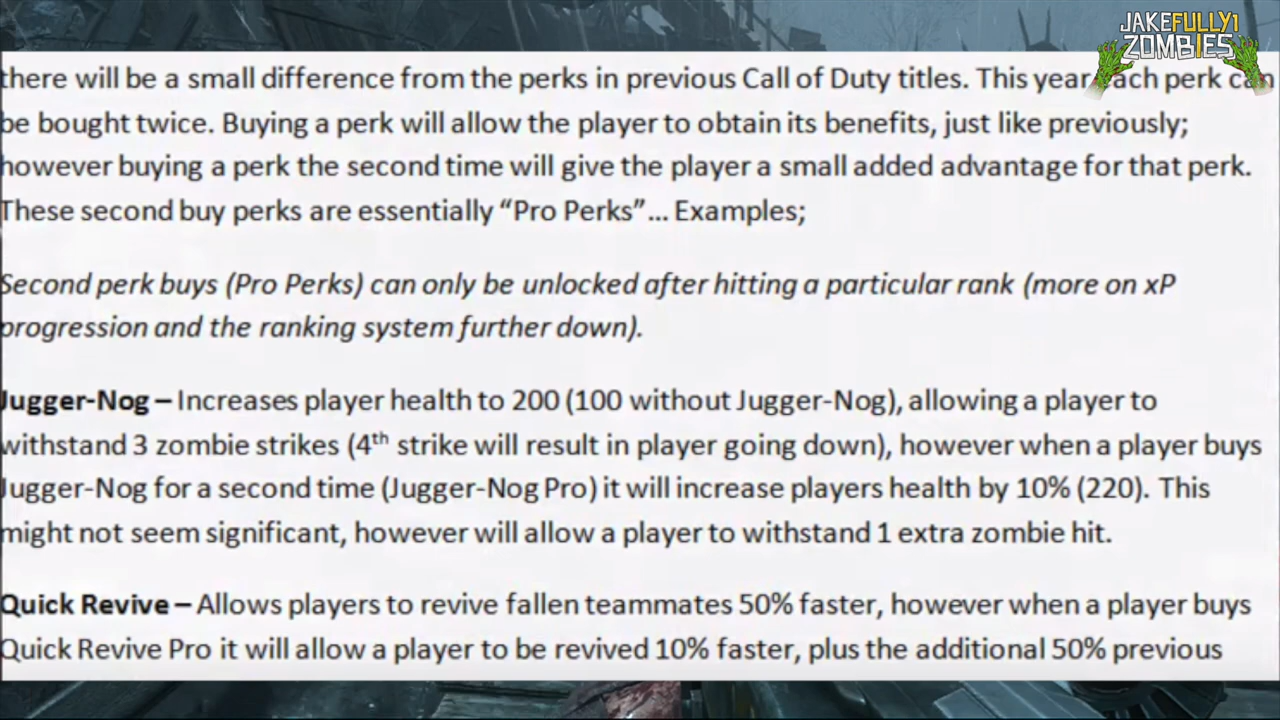 JAKEFULLY1
ZOMBIES
there will be a small difference from the perks in previous Call of Duty titles. This year each perk can
be bought twice. Buying a perk will allow the player to obtain its benefits, just like previously;
however buying a perk the second time will give the player a small added advantage for that perk.
These second buy perks are essentially “Pro Perks”... Examples;
Second perk buys (Pro Perks) can only be unlocked after hitting a particular rank (more on xP
progression and the ranking system further down).
Jugger-Nog – Increases player health to 200 (100 without Jugger-Nog), allowing a player to
withstand 3 zombie strikes (4th strike will result in player going down), however when a player buys
Jugger-Nog for a second time (Jugger-Nog Pro) it will increase players health by 10% (220). This
might not seem significant, however will allow a player to withstand 1 extra zombie hit.
Quick Revive – Allows players to revive fallen teammates 50% faster, however when a player buys
Quick Revive Pro it will allow a player to be revived 10% faster, plus the additional 50% previous